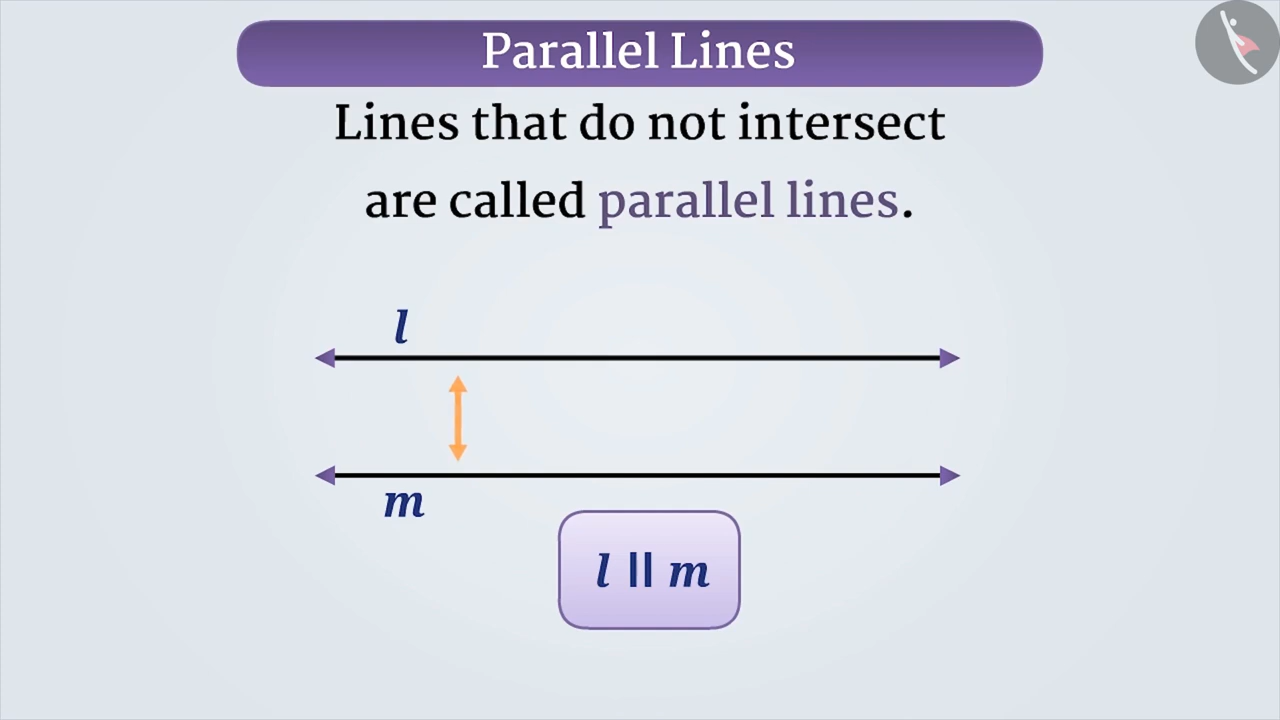 Parallel Lines
Lines that do not intersect
are called parallel lines.
l
m
l || m